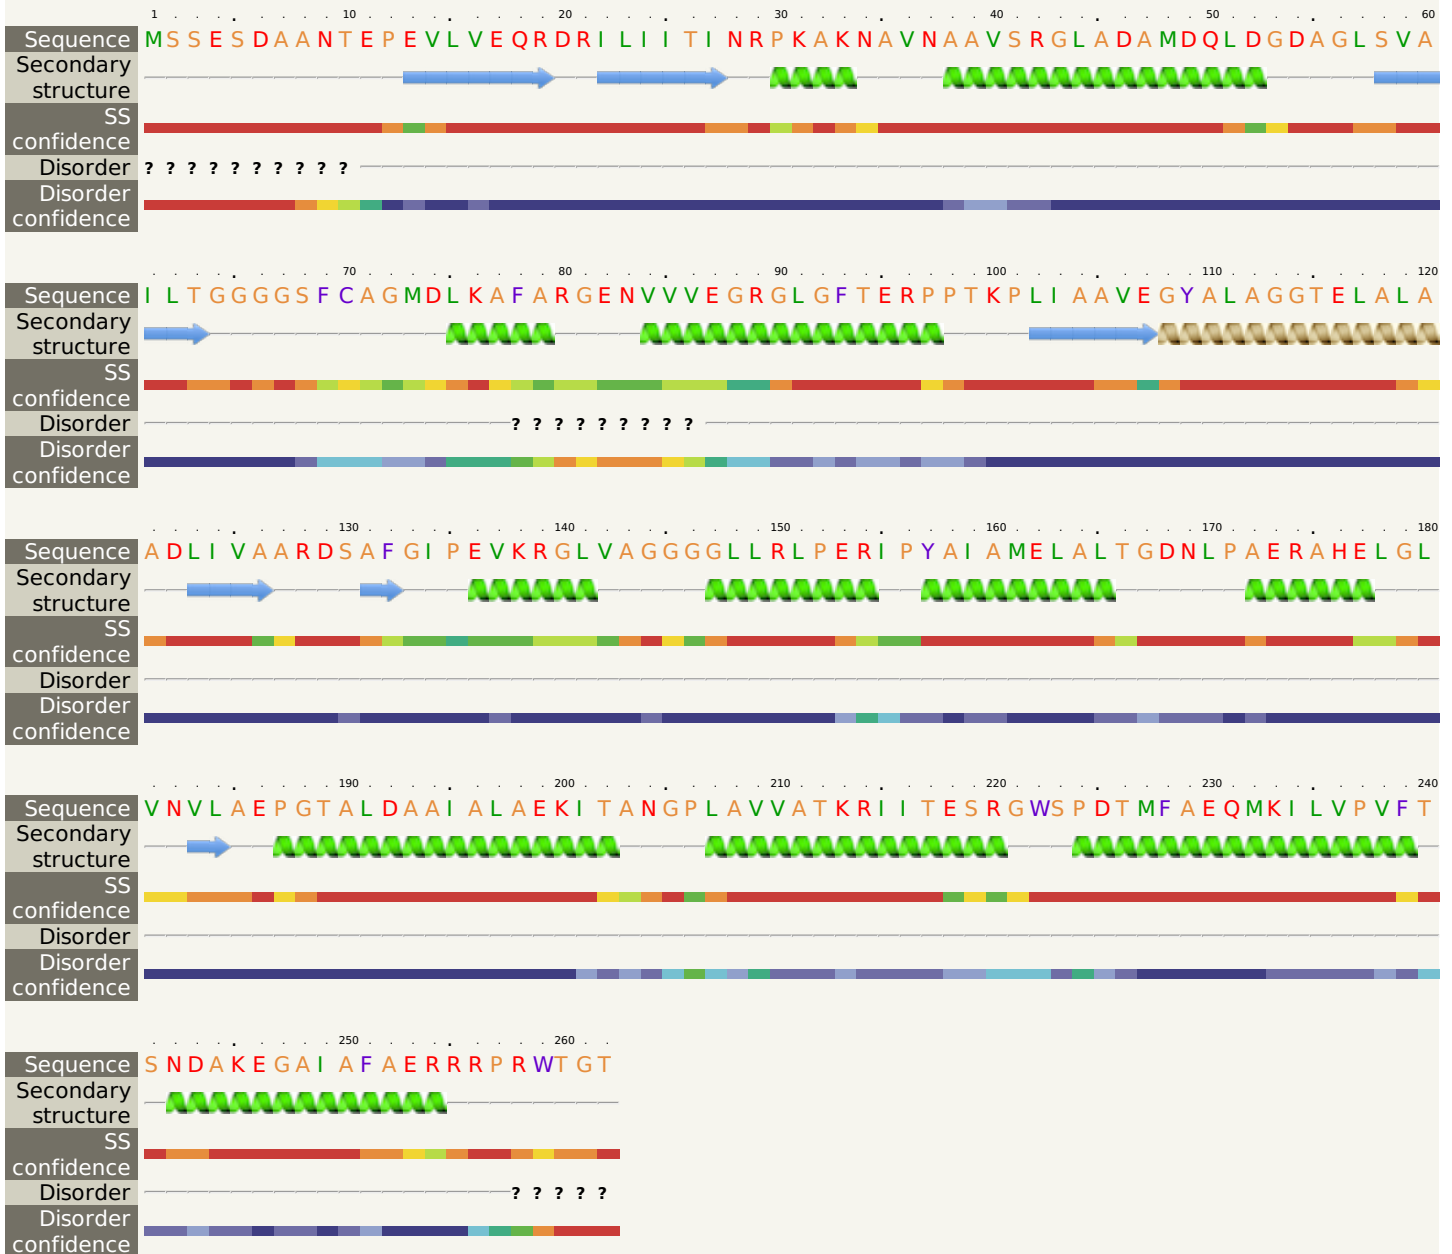 1 10 20 30 40 50 60
Sequence MSSESDAANTEPEVLVEQRDRILIITINRPKAKNAVNAAVSRGLADAMDQLDGDAGLSVA
Secondary
structure
SS
confidence
Disorder ? ? ? ? ? ? ? ? ? ?
Disorder
confidence
70 80 90 100 110 120
Sequence ILTGGGGSFCAGMDLKAFARGENVVVEGRGLGFTERPPTKPLIAAVEGYALAGGTELALA
Secondary
structure
SS
confidence
Disorder ? ? ? ? ? ? ? ? ?
Disorder
confidence
130 140 150 160 170 180
Sequence ADLIVAARDSAFGIPEVKRGLVAGGGGLLRLPERIPYAIAMELALTGDNLPAERAHELGL
Secondary
structure
SS
confidence
Disorder
Disorder
confidence
190 200 210 220 230 240
Sequence VNVLAEPGTALDAAIALAEKITANGPLAVVATKRIITESRGWSPDTMFAEQMKILVPVFT
Secondary
structure
SS
confidence
Disorder
Disorder
confidence
250 260
Sequence SNDAKEGAIAFAERRRPRWTGT
Secondary
structure
SS
confidence
Disorder ? ? ? ? ?
Disorder
confidence